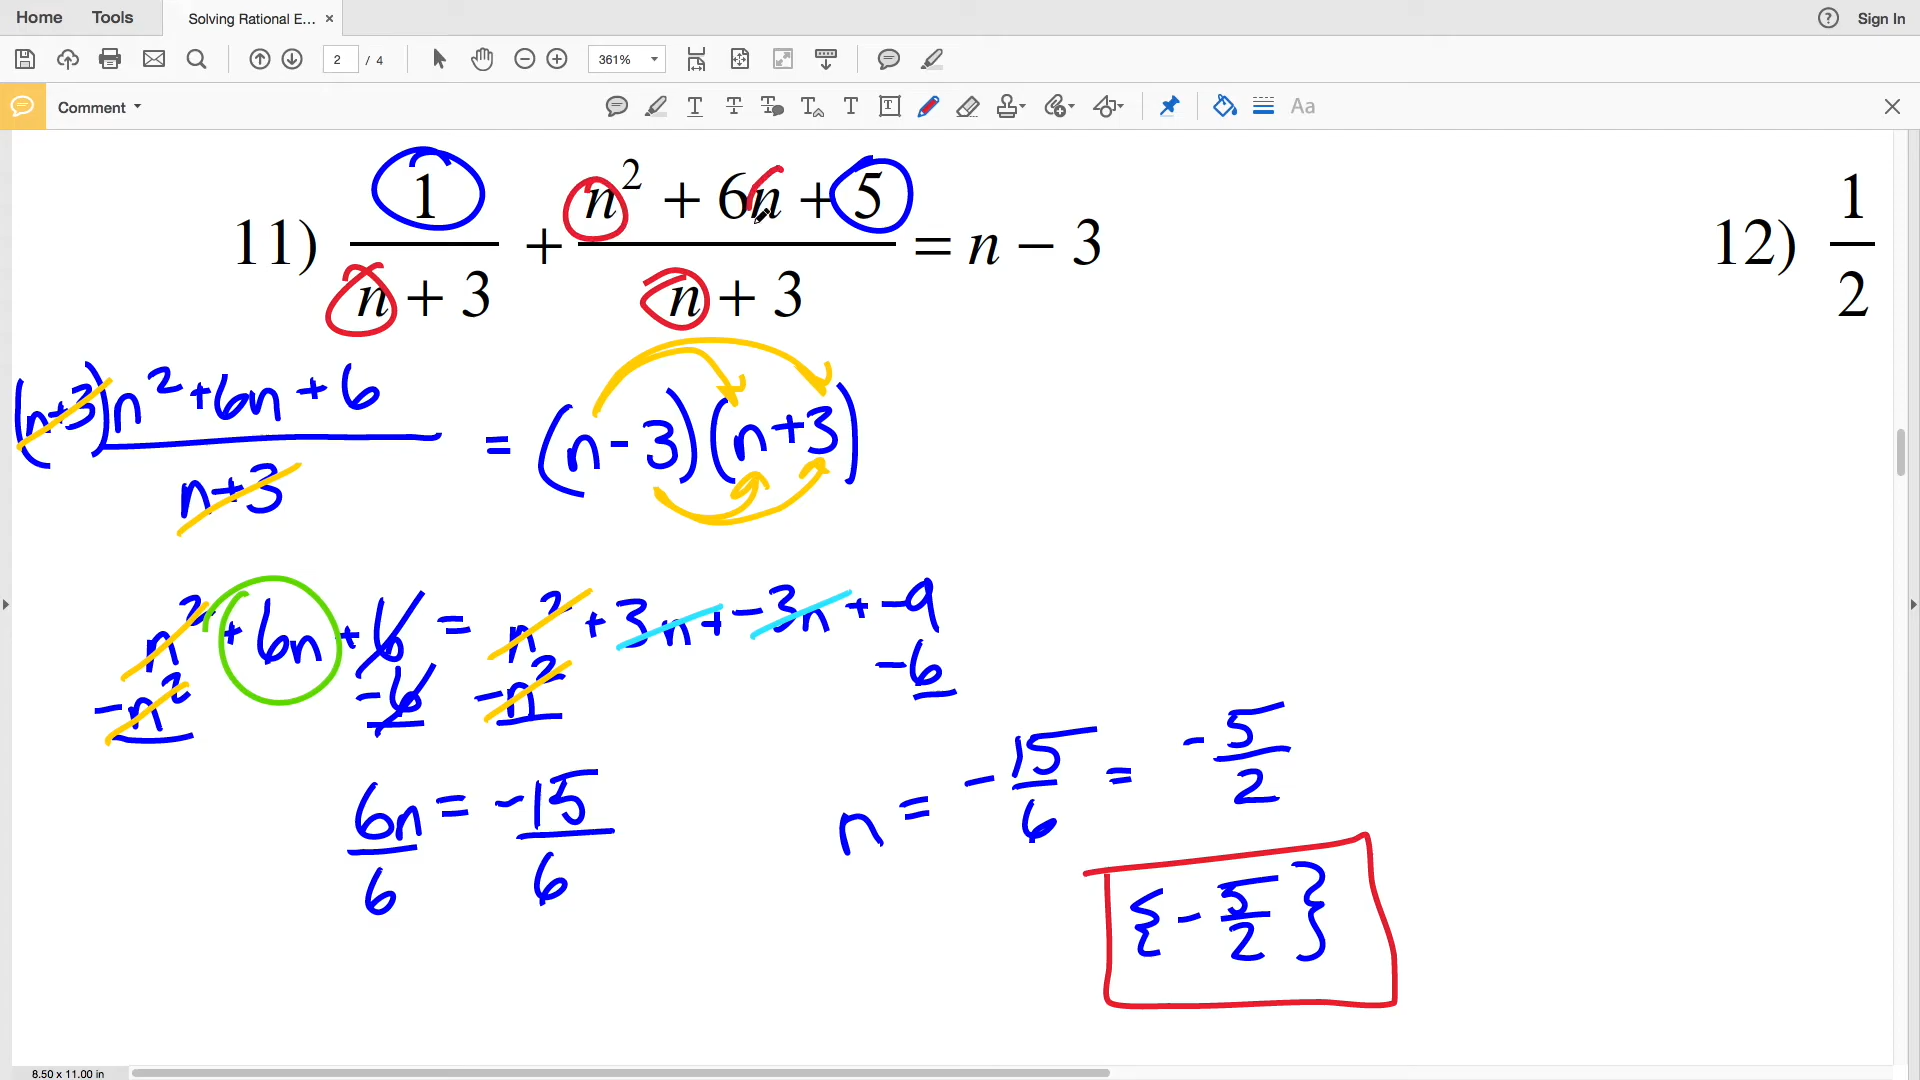 Home Tools Solving Rational E... × ? Sign In
2 / 4 361%
Comment Aa
11) 1/(n + 3) + (n² + 6n + 5)/(n + 3) = n − 3 12) 1/2
(n+3) n² + 6n + 6 / n+3 = (n - 3)(n + 3)
n² + 6n + 6 = n² + 3n + -3n + -9
-n² -6 -n² -6
6n/6 = -15/6 n = -15/6 = -5/2
{-5/2}
8.50 x 11.00 in